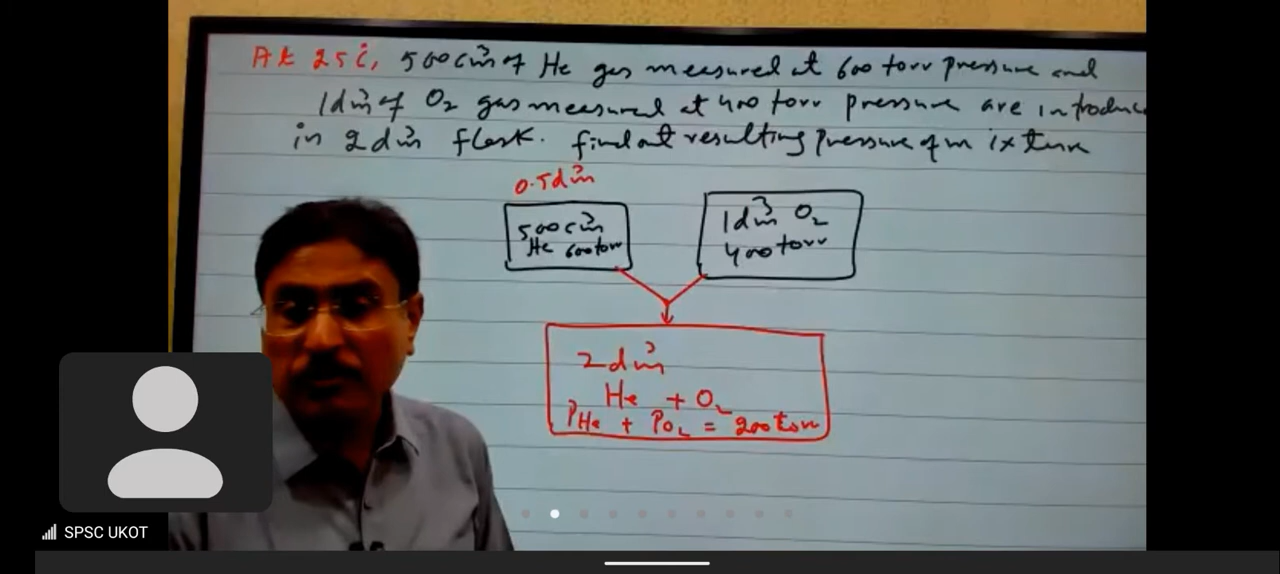 At 25°C, 500cm³ of He gas measured at 600 torr pressure and
1dm³ of O₂ gas measured at 400 torr pressure are introduce
in 2dm³ flask. find out resulting pressure of mixture
0.5dm³
500cm³
He 600torr
1dm³ O₂
400torr
2dm³
He + O₂
PHe + PO₂ = 200torr
SPSC UKOT